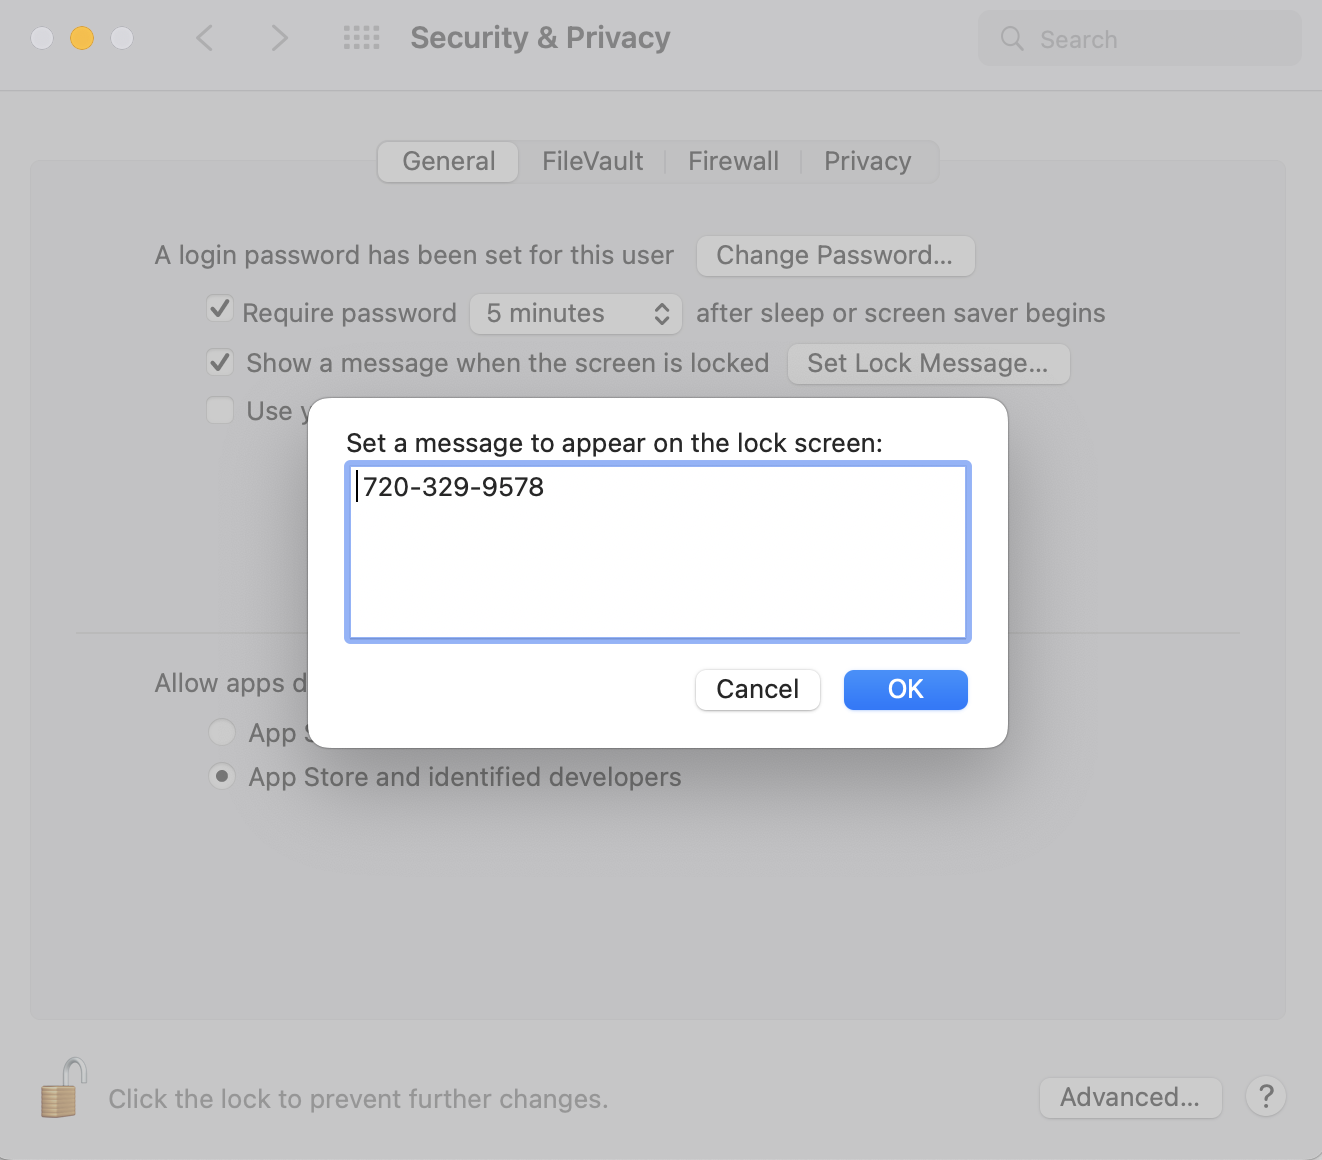 Security & Privacy
Search
General FileVault Firewall Privacy
A login password has been set for this user Change Password...
Require password 5 minutes after sleep or screen saver begins
Show a message when the screen is locked Set Lock Message...
Use
Set a message to appear on the lock screen:
720-329-9578
Cancel OK
Allow apps
App
App Store and identified developers
Click the lock to prevent further changes.
Advanced... ?